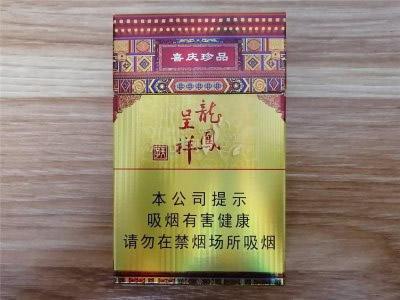 喜庆珍品
龍鳳
呈祥
本公司提示
吸烟有害健康
请勿在禁烟场所吸烟